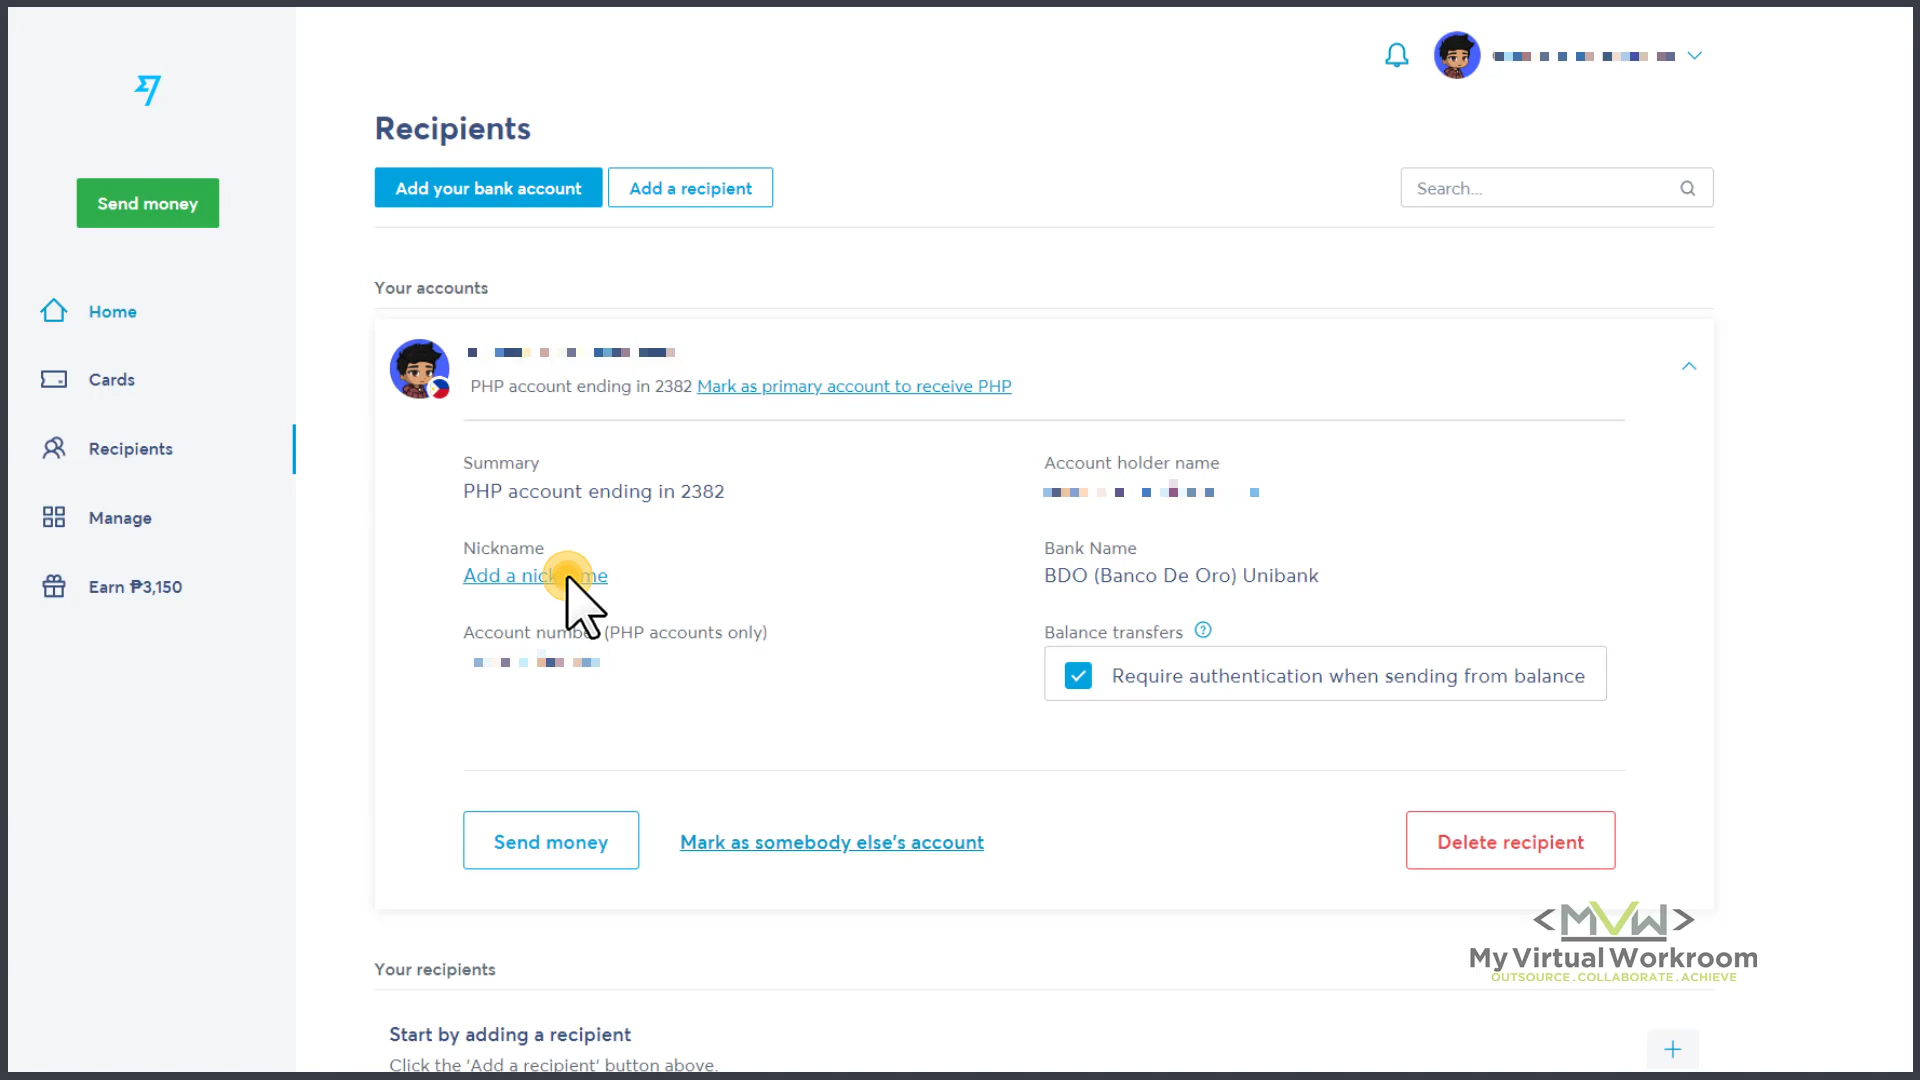 Recipients
Add your bank account
Add a recipient
Search...
Send money
Home
Cards
Recipients
Manage
Earn ₱3,150
Your accounts
PHP account ending in 2382 Mark as primary account to receive PHP
Summary
PHP account ending in 2382
Account holder name
Nickname
Add a
Bank Name
BDO (Banco De Oro) Unibank
Account number (PHP accounts only)
Balance transfers ?
Require authentication when sending from balance
Send money
Mark as somebody else's account
Delete recipient
<MVW>
My Virtual Workroom
OUTSOURCE.COLLABORATE.ACHIEVE
Your recipients
Start by adding a recipient
Click the 'Add a recipient' button above.